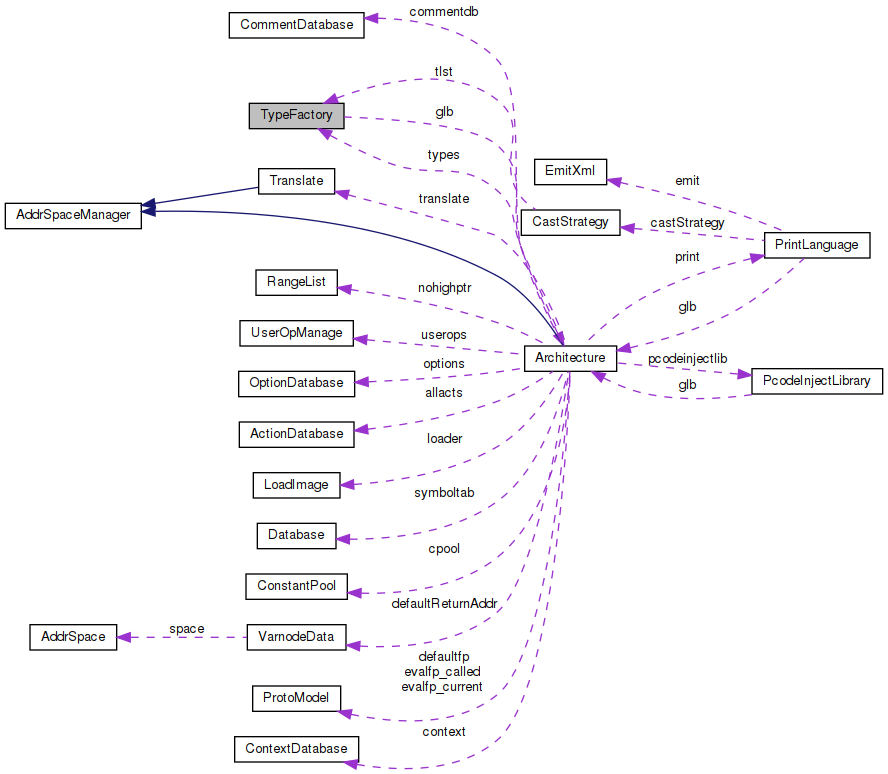 commentdb
CommentDatabase
tlst
TypeFactory
glb
types
EmitXml
emit
Translate
translate
AddrSpaceManager
CastStrategy
castStrategy
PrintLanguage
print
RangeList
nohighptr
glb
UserOpManage
userops
Architecture
pcodeinjectlib
options
OptionDatabase
glb
PcodeInjectLibrary
allacts
ActionDatabase
loader
LoadImage
symboltab
Database
cpool
ConstantPool
defaultReturnAddr
AddrSpace
space
VarnodeData
defaultfp
evalfp_called
evalfp_current
ProtoModel
context
ContextDatabase